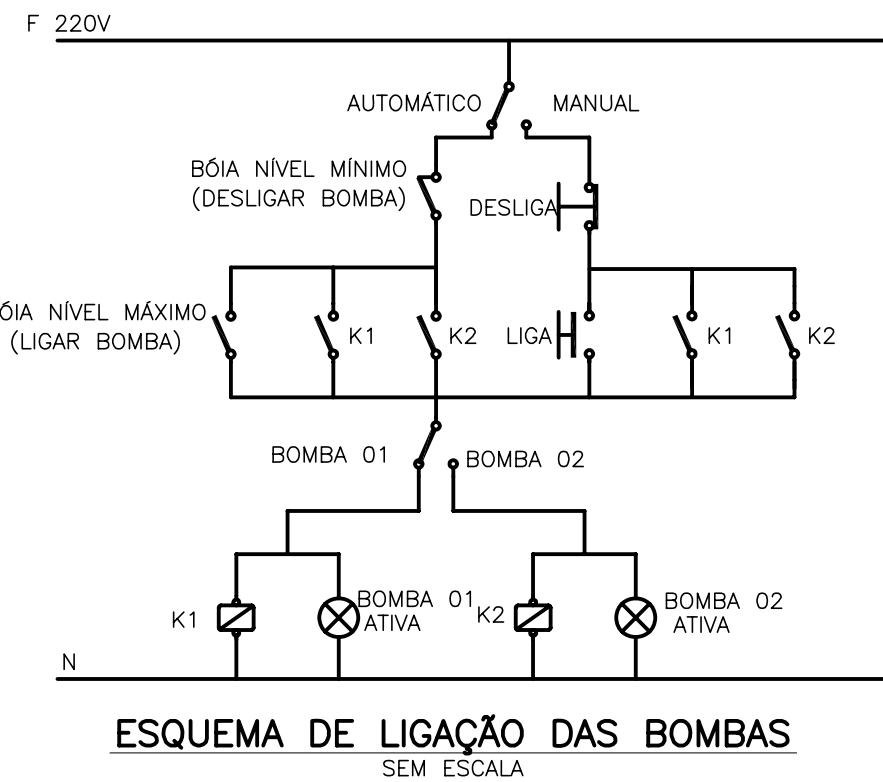 F 220V
AUTOMÁTICO
MANUAL
BÓIA NÍVEL MÍNIMO
(DESLIGAR BOMBA)
DESLIGA
ÓIA NÍVEL MÁXIMO
(LIGAR BOMBA)
K1
K2
LIGA
K1
K2
BOMBA 01
BOMBA 02
K1
BOMBA 01
ATIVA
K2
BOMBA 02
ATIVA
N
ESQUEMA DE LIGAÇÃO DAS BOMBAS
SEM ESCALA